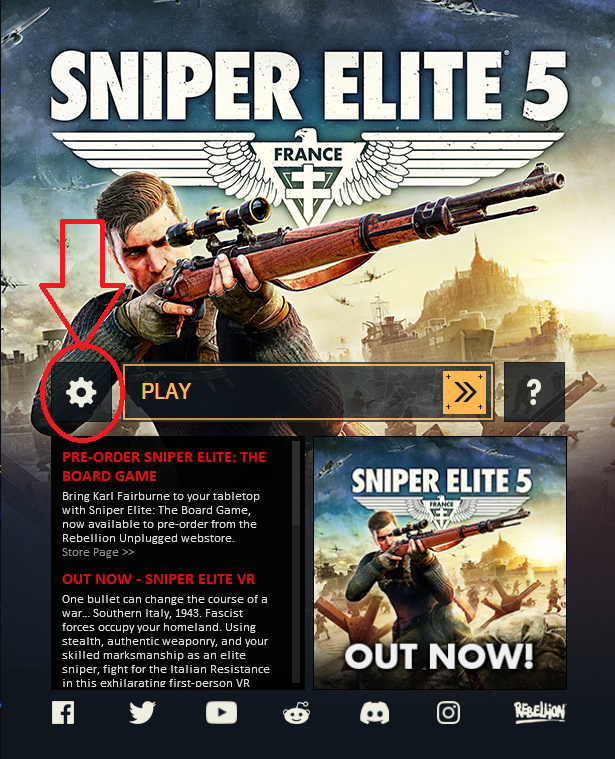 SNIPER ELITE® 5
FRANCE
PLAY
?
PRE-ORDER SNIPER ELITE: THE
BOARD GAME
Bring Karl Fairburne to your tabletop
with Sniper Elite: The Board Game,
now available to pre-order from the
Rebellion Unplugged webstore.
Store Page >>
OUT NOW - SNIPER ELITE VR
One bullet can change the course of a
war... Southern Italy, 1943. Fascist
forces occupy your homeland. Using
stealth, authentic weaponry, and your
skilled marksmanship as an elite
sniper, fight for the Italian Resistance
in this exhilarating first-person VR
SNIPER ELITE 5
FRANCE
OUT NOW!
REBELLION